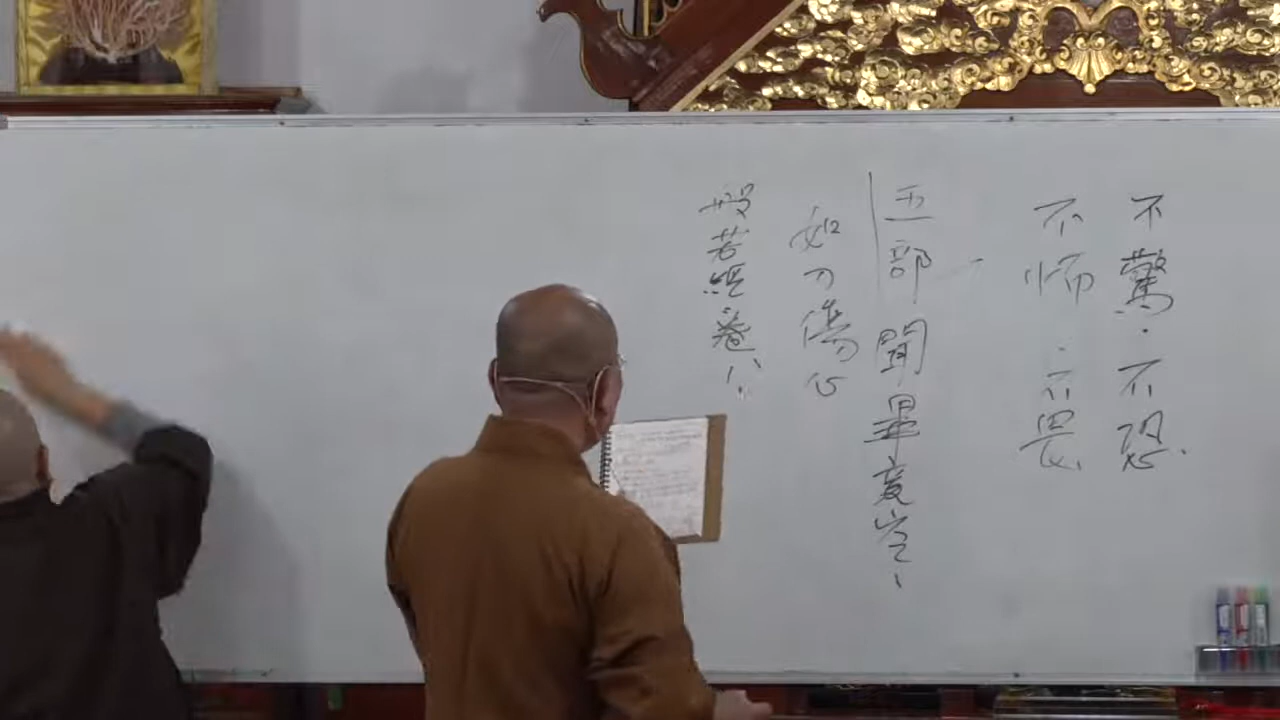 不驚·不恐
不怖·不畏
五部聞畢竟空、
如刀傷心
般若經·卷八